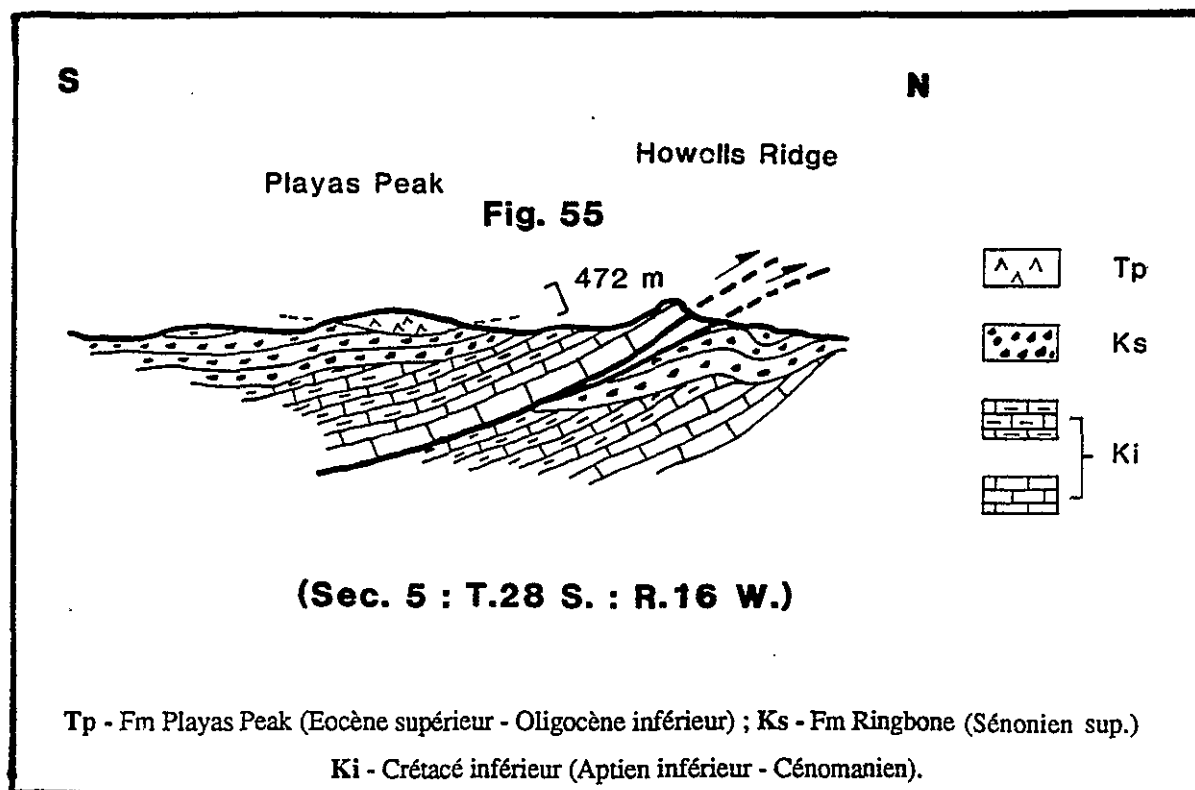 S
N
Howells Ridge
Playas Peak
Fig. 55
472 m
Tp
Ks
Ki
(Sec. 5 : T.28 S. : R.16 W.)
Tp - Fm Playas Peak (Eocène supérieur - Oligocène inférieur) ; Ks - Fm Ringbone (Sénonien sup.)
Ki - Crétacé inférieur (Aptien inférieur - Cénomanien).